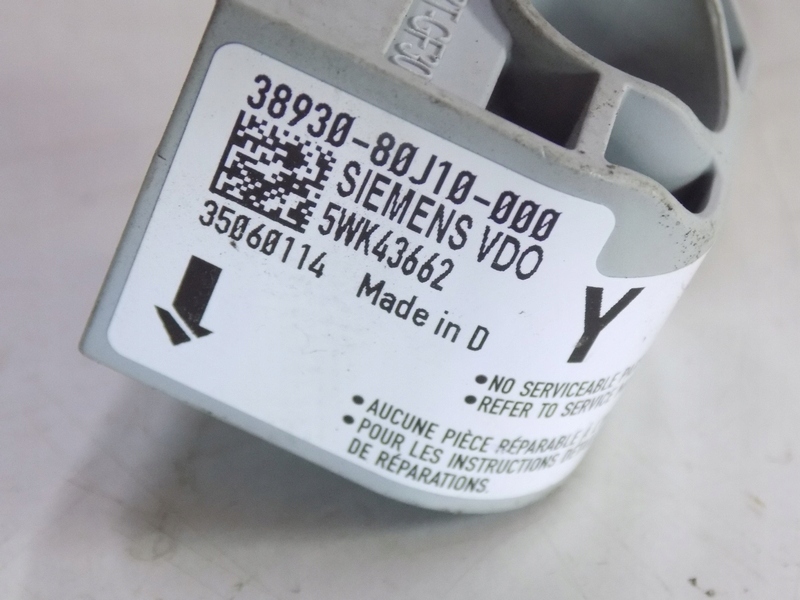 GF30
38930-80J10-000
SIEMENS VDO
5WK43662
35060114
Made in D
Y
•NO SERVICEABLE
•REFER TO SERVICE
•AUCUNE PIÈCE RÉPARABLE
•POUR LES INSTRUCTIONS
DE RÉPARATIONS.